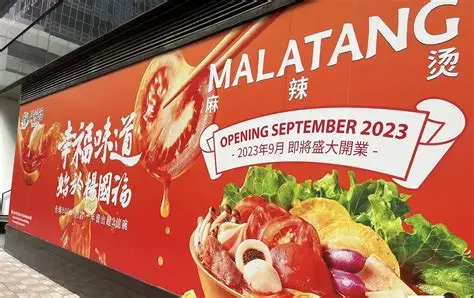 MALATANG
麻辣烫
OPENING SEPTEMBER 2023
- 2023年9月 即將盛大開業 -
幸福味道
始於楊國福